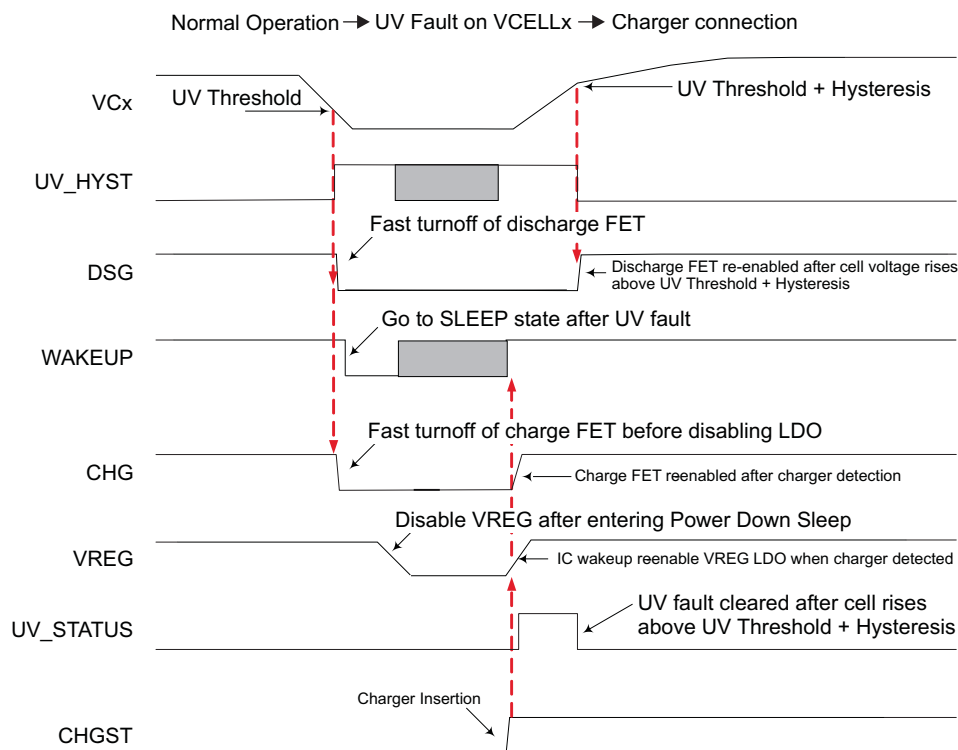 Normal Operation → UV Fault on VCELLx → Charger connection
VCx
UV Threshold
UV Threshold + Hysteresis
UV_HYST
Fast turnoff of discharge FET
DSG
Discharge FET re-enabled after cell voltage rises
above UV Threshold + Hysteresis
Go to SLEEP state after UV fault
WAKEUP
Fast turnoff of charge FET before disabling LDO
CHG
Charge FET reenabled after charger detection
Disable VREG after entering Power Down Sleep
VREG
IC wakeup reenable VREG LDO when charger detected
UV_STATUS
UV fault cleared after cell rises
above UV Threshold + Hysteresis
Charger Insertion
CHGST